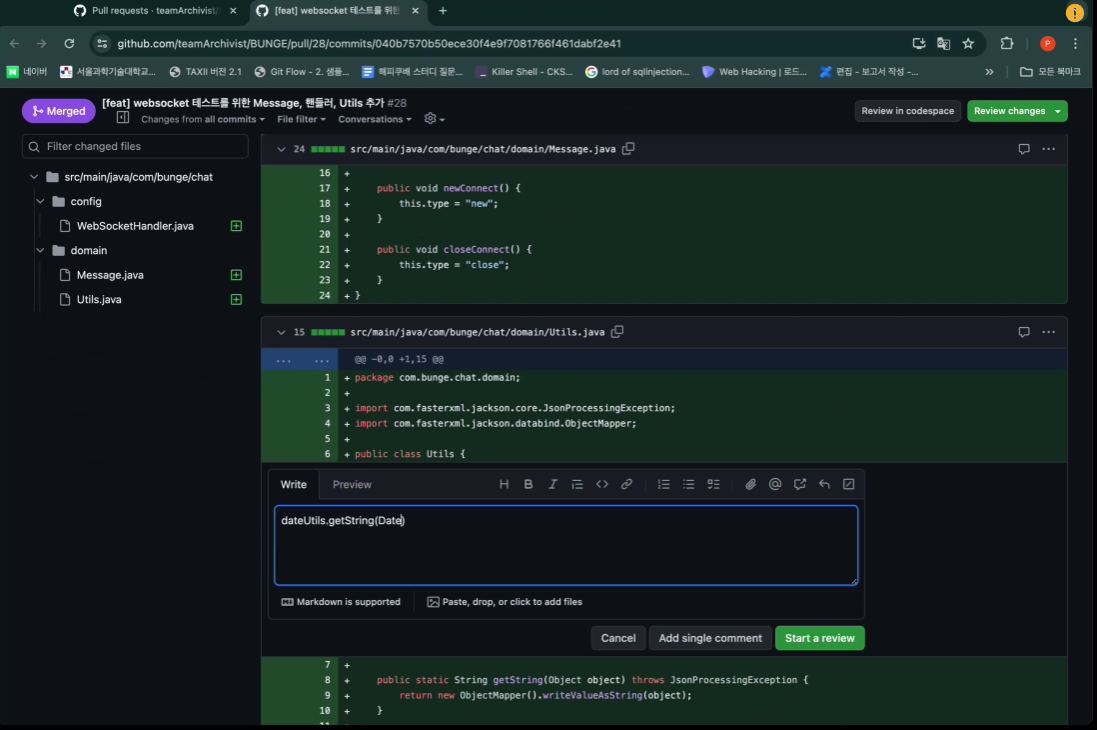 Pull requests · teamArchivist/
[feat] websocket 테스트를 위한
github.com/teamArchivist/BUNGE/pull/28/commits/040b7570b50ece30f4e9f7081766f461dabf2e41
P
N 네이버
서울과학기술대학교...
TAXII 버전 2.1
Git Flow - 2. 샘플...
해피쿠배 스터디 질문...
Killer Shell - CKS...
lord of sqlinjection...
Web Hacking | 로드...
편집 - 보고서 작성 -...
모든 북마크
Merged
[feat] websocket 테스트를 위한 Message, 핸들러, Utils 추가 #28
Changes from all commits
File filter
Conversations
Review in codespace
Review changes
Filter changed files
src/main/java/com/bunge/chat
config
WebSocketHandler.java
domain
Message.java
Utils.java
24 src/main/java/com/bunge/chat/domain/Message.java
16 +
17 + public void newConnect() {
18 + this.type = "new";
19 + }
20 +
21 + public void closeConnect() {
22 + this.type = "close";
23 + }
24 + }
15 src/main/java/com/bunge/chat/domain/Utils.java
... ... @@ -0,0 +1,15 @@
1 + package com.bunge.chat.domain;
2 +
3 + import com.fasterxml.jackson.core.JsonProcessingException;
4 + import com.fasterxml.jackson.databind.ObjectMapper;
5 +
6 + public class Utils {
Write
Preview
H B I
dateUtils.getString(Date)
Markdown is supported
Paste, drop, or click to add files
Cancel
Add single comment
Start a review
7 +
8 + public static String getString(Object object) throws JsonProcessingException {
9 + return new ObjectMapper().writeValueAsString(object);
10 + }
11 +